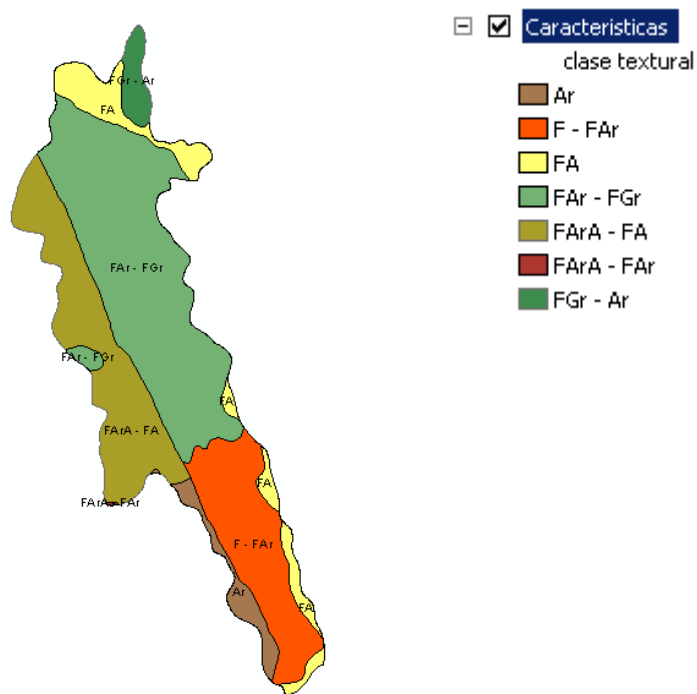 Caracteristicas
clase textural
Ar
F - FAr
FA
FAr - FGr
FArA - FA
FArA - FAr
FGr - Ar
FGr - Ar
FA
FAr - FGr
FAr - FGr
FA
FArA - FA
FA
FArA - FAr
F - FAr
Ar
FA